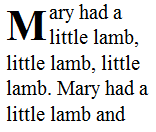 Mary had a
little lamb,
little lamb, little
lamb. Mary had a
little lamb and